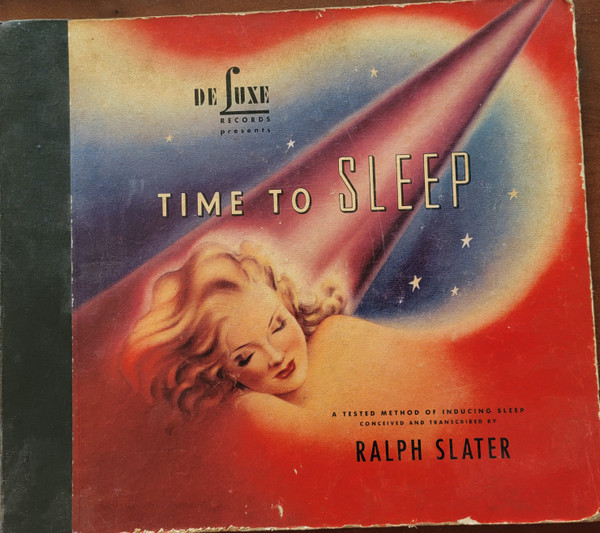 DE LUXE
RECORDS
presents
TIME TO SLEEP
A TESTED METHOD OF INDUCING SLEEP
CONCEIVED AND TRANSCRIBED BY
RALPH SLATER